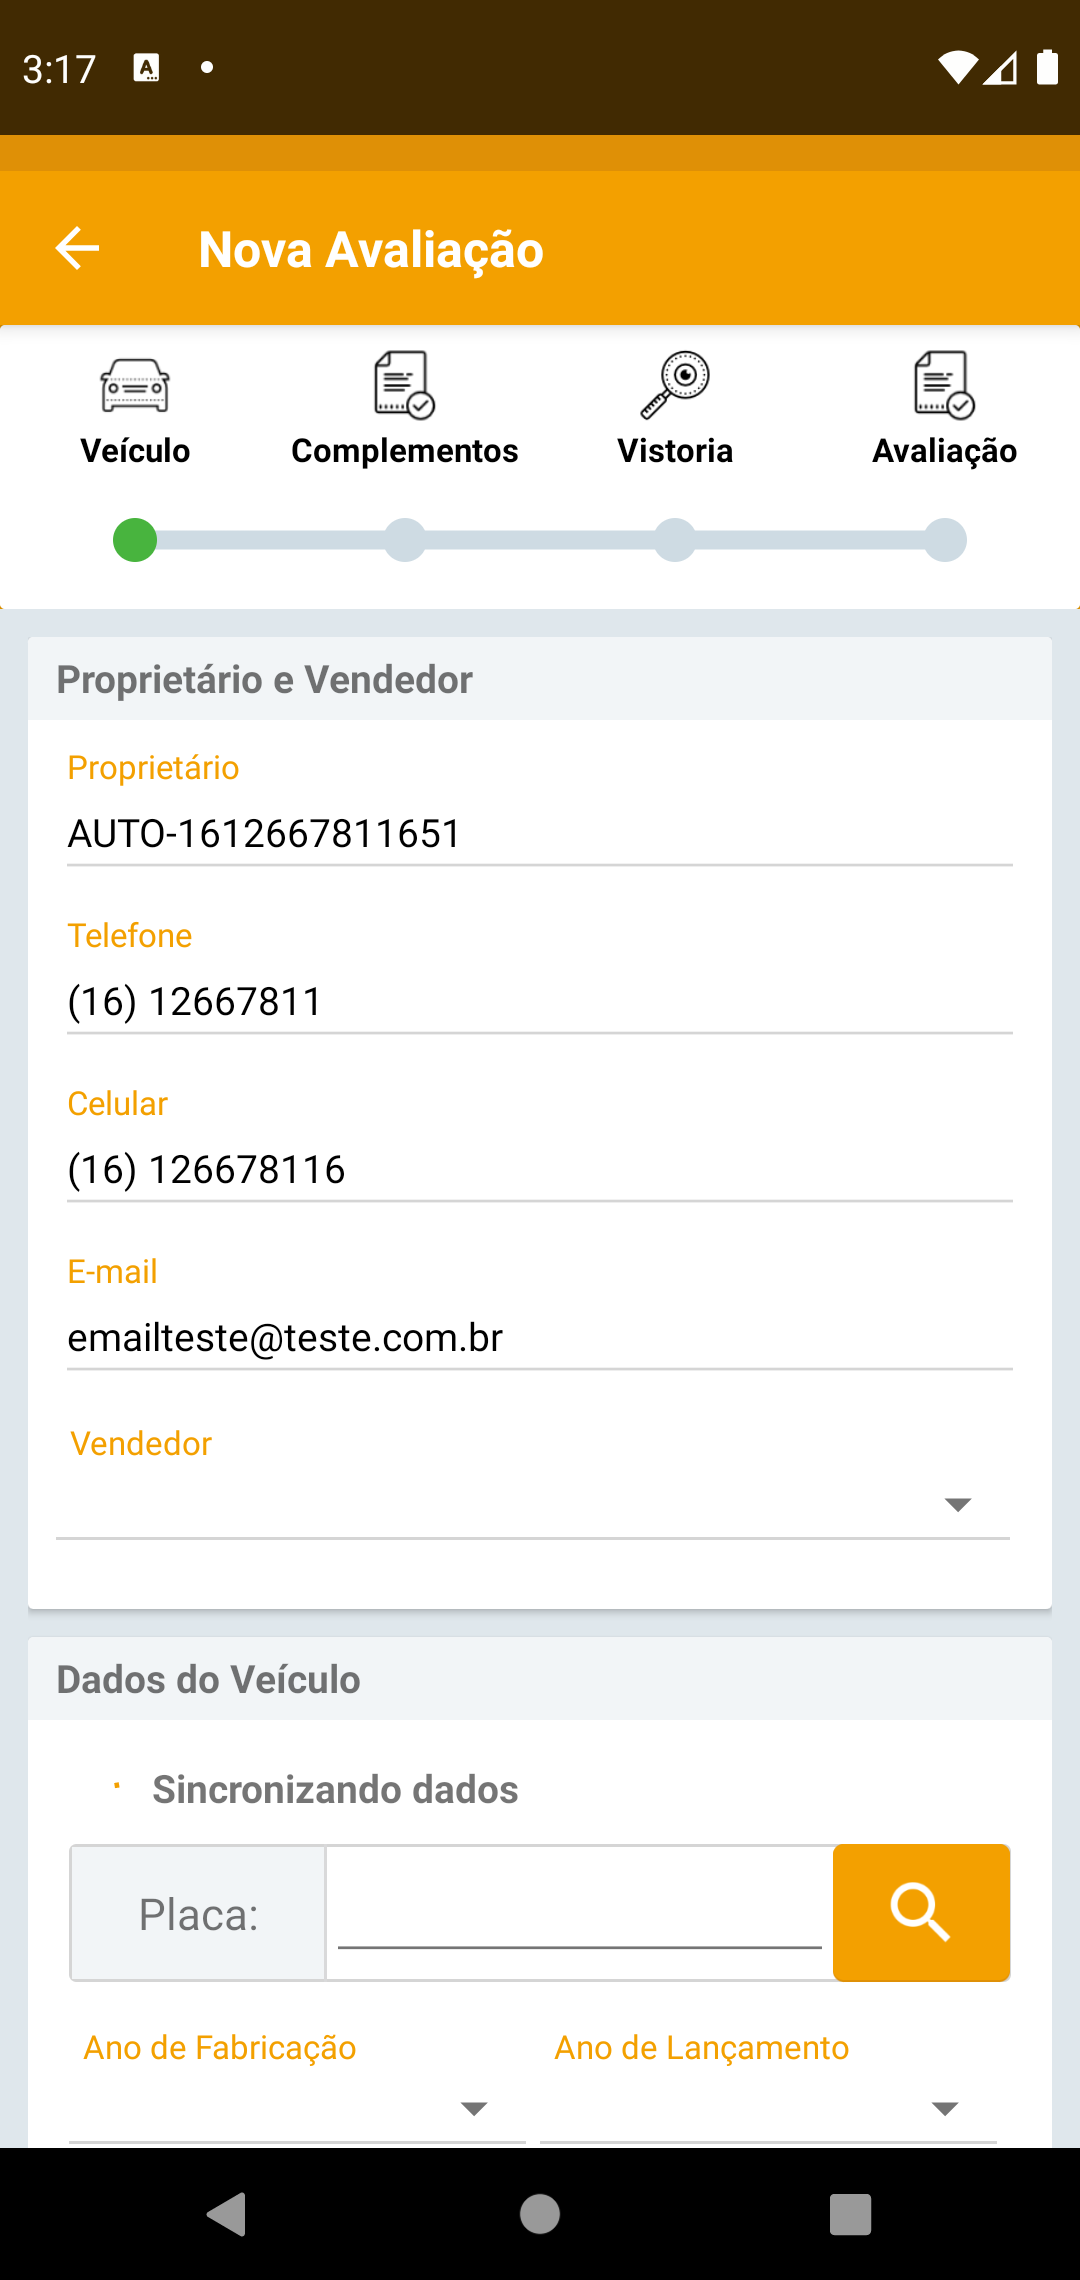 3:17
Nova Avaliação
Veículo
Complementos
Vistoria
Avaliação
Proprietário e Vendedor
Proprietário
AUTO-1612667811651
Telefone
(16) 12667811
Celular
(16) 126678116
E-mail
emailteste@teste.com.br
Vendedor
Dados do Veículo
Sincronizando dados
Placa:
Ano de Fabricação
Ano de Lançamento